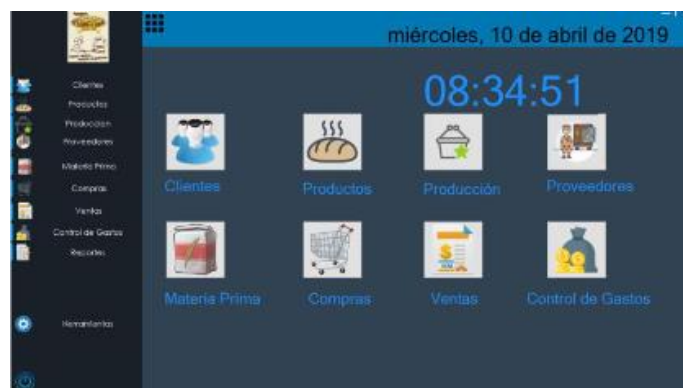 miércoles, 10 de abril de 2019
08:34:51
Clientes
Productos
Producción
Proveedores
Materia Prima
Compras
Ventas
Control de Gastos
Reportes
Herramientas
Clientes
Productos
Producción
Proveedores
Materia Prima
Compras
Ventas
Control de Gastos